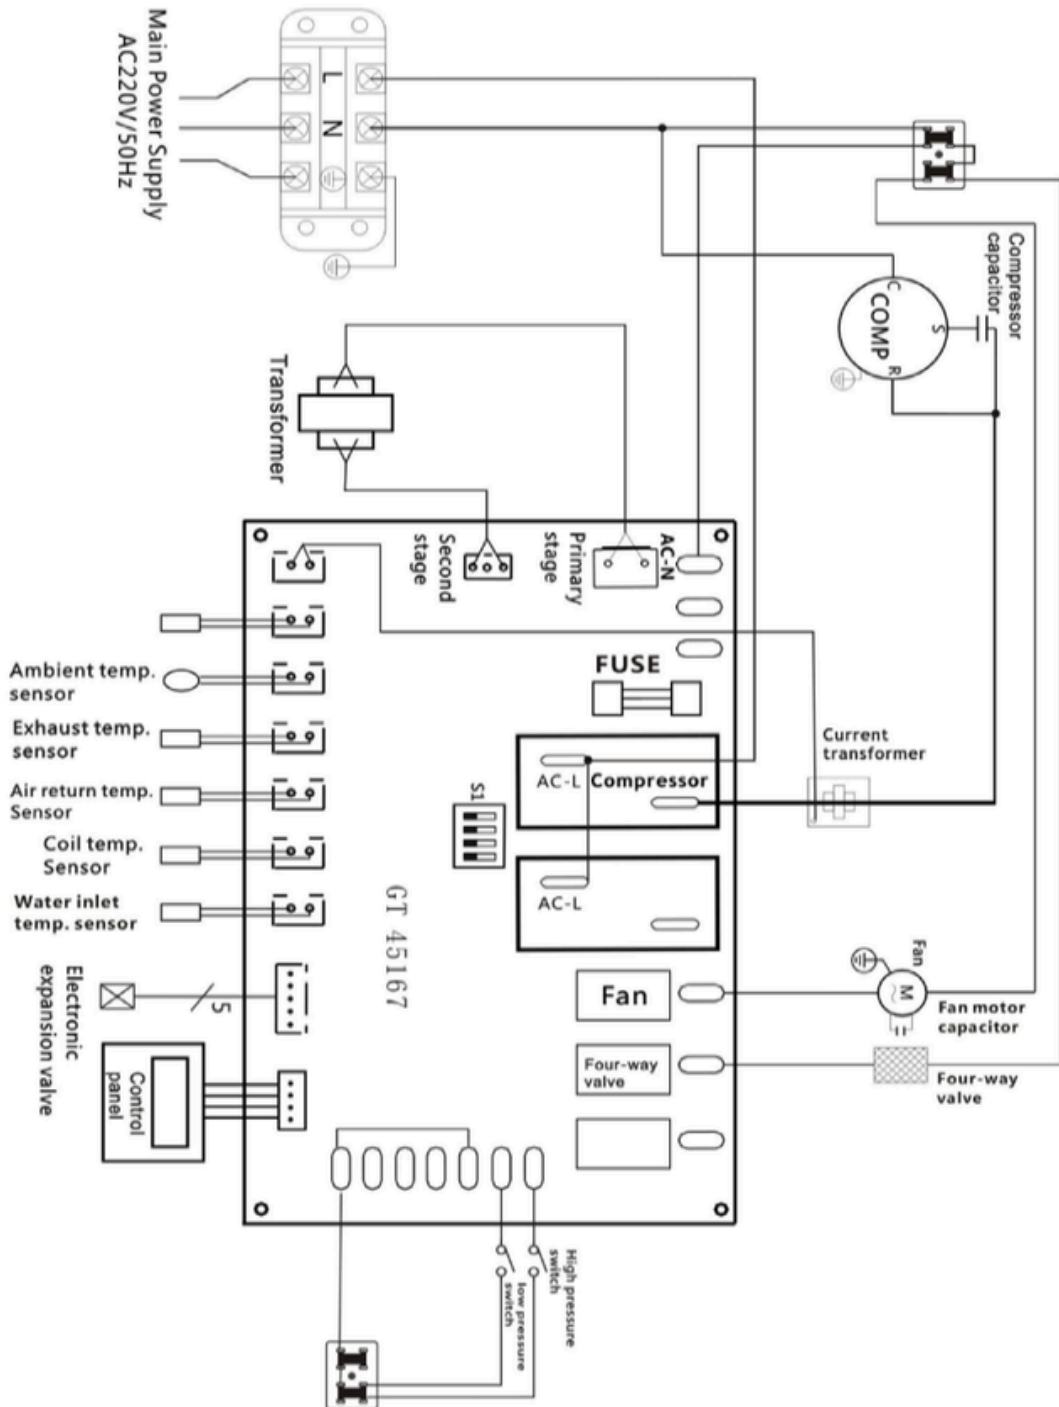 Main Power Supply
AC220V/50Hz
L
N
Compressor
capacitor
C
COMP
S
R
Transformer
Second
stage
Primary
stage
AC-N
FUSE
Ambient temp.
sensor
Exhaust temp.
sensor
Air return temp.
Sensor
Coil temp.
Sensor
Water inlet
temp. sensor
S1
AC-L
Compressor
AC-L
Current
transformer
GT 45167
Electronic
expansion valve
5
Control
panel
Fan
Fan
M
Fan motor
capacitor
Four-way
valve
Four-way
valve
High pressure
switch
low pressure
switch